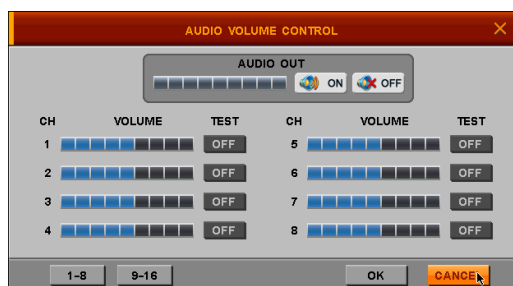 AUDIO VOLUME CONTROL
AUDIO OUT
ON OFF
CH VOLUME TEST CH VOLUME TEST
1 OFF 5 OFF
2 OFF 6 OFF
3 OFF 7 OFF
4 OFF 8 OFF
1-8 9-16 OK CANCEL